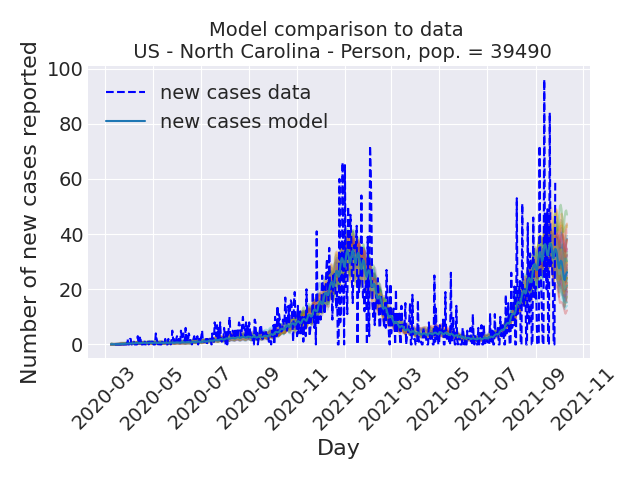 Model comparison to data
US - North Carolina - Person, pop. = 39490
Number of new cases reported
100
80
60
40
20
0
new cases data
new cases model
2020-03
2020-05
2020-07
2020-09
2020-11
2021-01
2021-03
2021-05
2021-07
2021-09
2021-11
Day